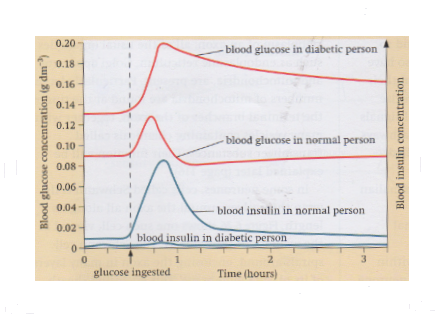 Blood glucose concentration (g dm⁻³)
0.20
0.18
0.16
0.14
0.12
0.10
0.08
0.06
0.04
0.02
0
blood glucose in diabetic person
blood glucose in normal person
blood insulin in normal person
blood insulin in diabetic person
Blood insulin concentration
0
1
2
3
glucose ingested
Time (hours)